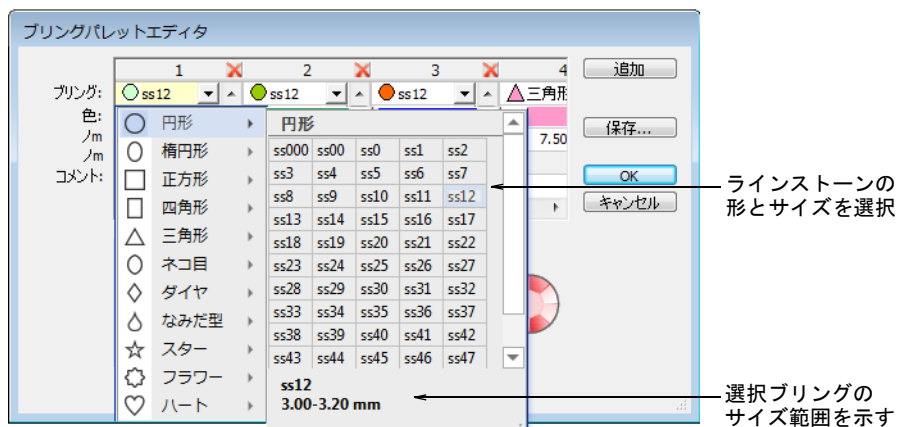 ブリングパレットエディタ
1 2 3 4 追加
ブリング: ss12 ss12 ss12 三角形
色: 円形 円形 保存...
ノm 7.50
楕円形 ss000 ss00 ss0 ss1 ss2
ノm
コメント: 正方形 ss3 ss4 ss5 ss6 ss7 OK
ラインストーンの
四角形 ss8 ss9 ss10 ss11 ss12 キャンセル
形とサイズを選択
ss13 ss14 ss15 ss16 ss17
三角形 ss18 ss19 ss20 ss21 ss22
ネコ目 ss23 ss24 ss25 ss26 ss27
ダイヤ ss28 ss29 ss30 ss31 ss32
なみだ型 ss33 ss34 ss35 ss36 ss37
ss38 ss39 ss40 ss41 ss42
スター ss43 ss44 ss45 ss46 ss47
フラワー
ハート
ss12
3.00-3.20 mm
選択ブリングの
サイズ範囲を示す